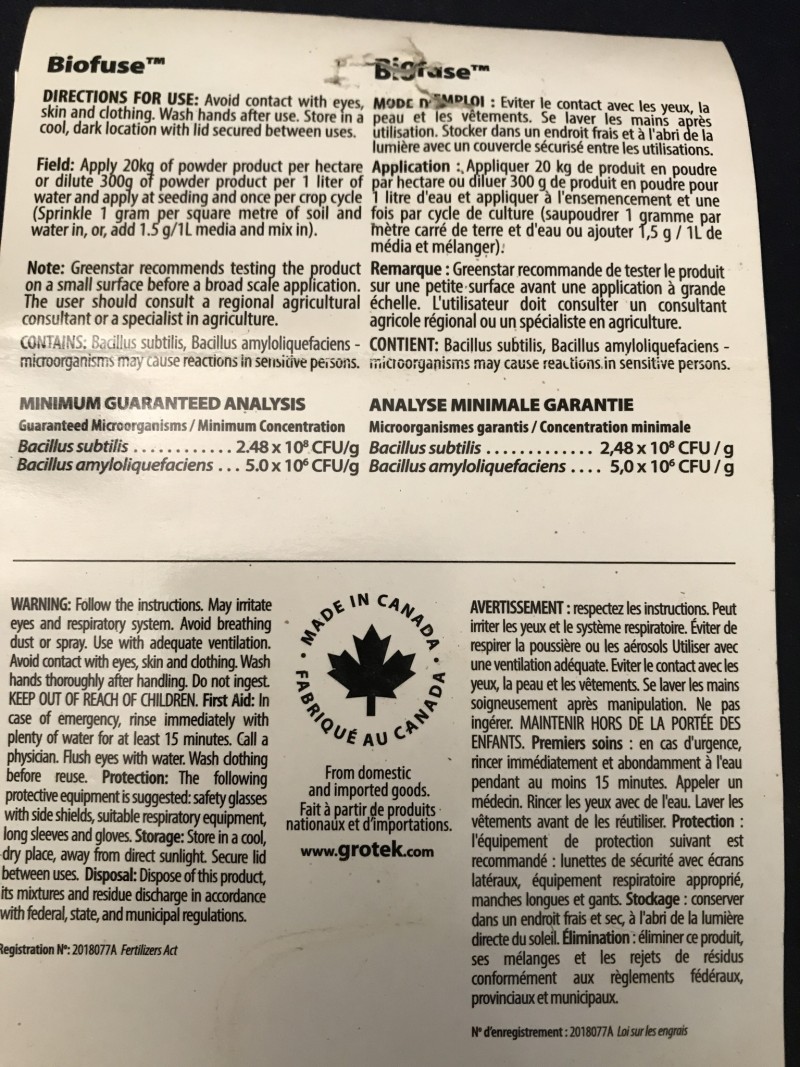 Biofuse™
DIRECTIONS FOR USE: Avoid contact with eyes,
skin and clothing. Wash hands after use. Store in a
cool, dark location with lid secured between uses.
Field: Apply 20kg of powder product per hectare
or dilute 300g of powder product per 1 liter of
water and apply at seeding and once per crop cycle
(Sprinkle 1 gram per square metre of soil and
water in, or, add 1.5 g/1L media and mix in).
Note: Greenstar recommends testing the product
on a small surface before a broad scale application.
The user should consult a regional agricultural
consultant or a specialist in agriculture.
CONTAINS: Bacillus subtilis, Bacillus amyloliquefaciens -
microorganisms may cause reactions in sensitive persons.
MINIMUM GUARANTEED ANALYSIS
Guaranteed Microorganisms / Minimum Concentration
Bacillus subtilis ............ 2.48 x 10⁸ CFU/g
Bacillus amyloliquefaciens ... 5.0 x 10⁶ CFU/g
Biofuse™
MODE D'EMPLOI : Eviter le contact avec les yeux, la
peau et les vêtements. Se laver les mains après
utilisation. Stocker dans un endroit frais et à l'abri de la
lumière avec un couvercle sécurisé entre les utilisations.
Application : Appliquer 20 kg de produit en poudre
par hectare ou diluer 300 g de produit en poudre pour
1 litre d'eau et appliquer à l'ensemencement et une
fois par cycle de culture (saupoudrer 1 gramme par
mètre carré de terre et d'eau ou ajouter 1,5 g / 1L de
média et mélanger).
Remarque : Greenstar recommande de tester le produit
sur une petite surface avant une application à grande
échelle. L'utilisateur doit consulter un consultant
agricole régional ou un spécialiste en agriculture.
CONTIENT: Bacillus subtilis, Bacillus amyloliquefaciens -
microorganisms may cause reactions in sensitive persons.
ANALYSE MINIMALE GARANTIE
Microorganismes garantis / Concentration minimale
Bacillus subtilis ............. 2,48 x 10⁸ CFU / g
Bacillus amyloliquefaciens .... 5,0 x 10⁶ CFU / g
WARNING: Follow the instructions. May irritate
eyes and respiratory system. Avoid breathing
dust or spray. Use with adequate ventilation.
Avoid contact with eyes, skin and clothing. Wash
hands thoroughly after handling. Do not ingest.
KEEP OUT OF REACH OF CHILDREN. First Aid: In
case of emergency, rinse immediately with
plenty of water for at least 15 minutes. Call a
physician. Flush eyes with water. Wash clothing
before reuse. Protection: The following
protective equipment is suggested: safety glasses
with side shields, suitable respiratory equipment,
long sleeves and gloves. Storage: Store in a cool,
dry place, away from direct sunlight. Secure lid
between uses. Disposal: Dispose of this product,
its mixtures and residue discharge in accordance
with federal, state, and municipal regulations.
Registration N°: 2018077A Fertilizers Act
• MADE IN CANADA •
FABRIQUÉ AU CANADA
From domestic
and imported goods.
Fait à partir de produits
nationaux et d'importations.
www.grotek.com
AVERTISSEMENT : respectez les instructions. Peut
irriter les yeux et le système respiratoire. Éviter de
respirer la poussière ou les aérosols Utiliser avec
une ventilation adéquate. Eviter le contact avec les
yeux, la peau et les vêtements. Se laver les mains
soigneusement après manipulation. Ne pas
ingérer. MAINTENIR HORS DE LA PORTÉE DES
ENFANTS. Premiers soins : en cas d'urgence,
rincer immédiatement et abondamment à l'eau
pendant au moins 15 minutes. Appeler un
médecin. Rincer les yeux avec de l'eau. Laver les
vêtements avant de les réutiliser. Protection :
l'équipement de protection suivant est
recommandé : lunettes de sécurité avec écrans
latéraux, équipement respiratoire approprié,
manches longues et gants. Stockage : conserver
dans un endroit frais et sec, à l'abri de la lumière
directe du soleil. Élimination : éliminer ce produit,
ses mélanges et les rejets de résidus
conformément aux règlements fédéraux,
provinciaux et municipaux.
N° d'enregistrement : 2018077A Loi sur les engrais